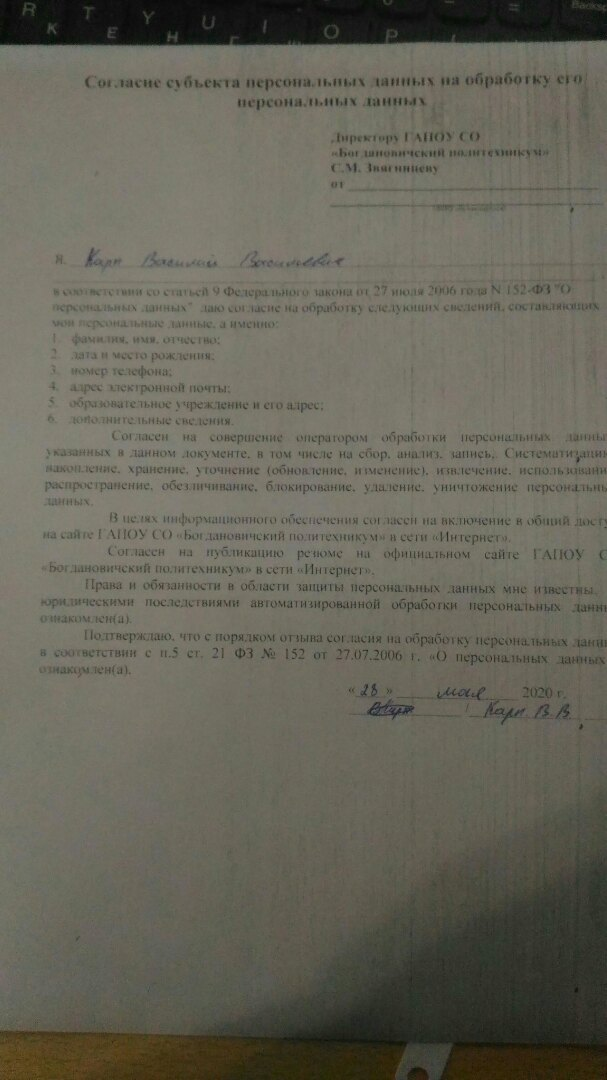 R T Y U I O P
K E H
Согласие субъекта персональных данных на обработку его
персональных данных
Директору ГАПОУ СО
«Богдановичский политехникум»
С.М. Звягинцеву
от
Я, Карп Василий Васильевич
в соответствии со статьей 9 Федерального закона от 27 июля 2006 года N 152-ФЗ "О
персональных данных" даю согласие на обработку следующих сведений, составляющих
мои персональные данные, а именно:
1. фамилия, имя, отчество;
2. дата и место рождения;
3. номер телефона;
4. адрес электронной почты;
5. образовательное учреждение и его адрес;
6. дополнительные сведения.
Согласен на совершение оператором обработки персональных данны
указанных в данном документе, в том числе на сбор, анализ, запись,. Систематизацию
накопление, хранение, уточнение (обновление, изменение), извлечение, использовани
распространение, обезличивание, блокирование, удаление, уничтожение персональны
данных.
В целях информационного обеспечения согласен на включение в общий досту
на сайте ГАПОУ СО «Богдановичский политехникум» в сети «Интернет».
Согласен на публикацию резюме на официальном сайте ГАПОУ С
«Богдановичский политехникум» в сети «Интернет».
Права и обязанности в области защиты персональных данных мне известны.
юридическими последствиями автоматизированной обработки персональных данны
ознакомлен(а).
Подтверждаю, что с порядком отзыва согласия на обработку персональных данны
в соответствии с п.5 ст. 21 ФЗ № 152 от 27.07.2006 г. «О персональных данных
ознакомлен(а).
« 28 » мая 2020 г.
/ Карп В.В.